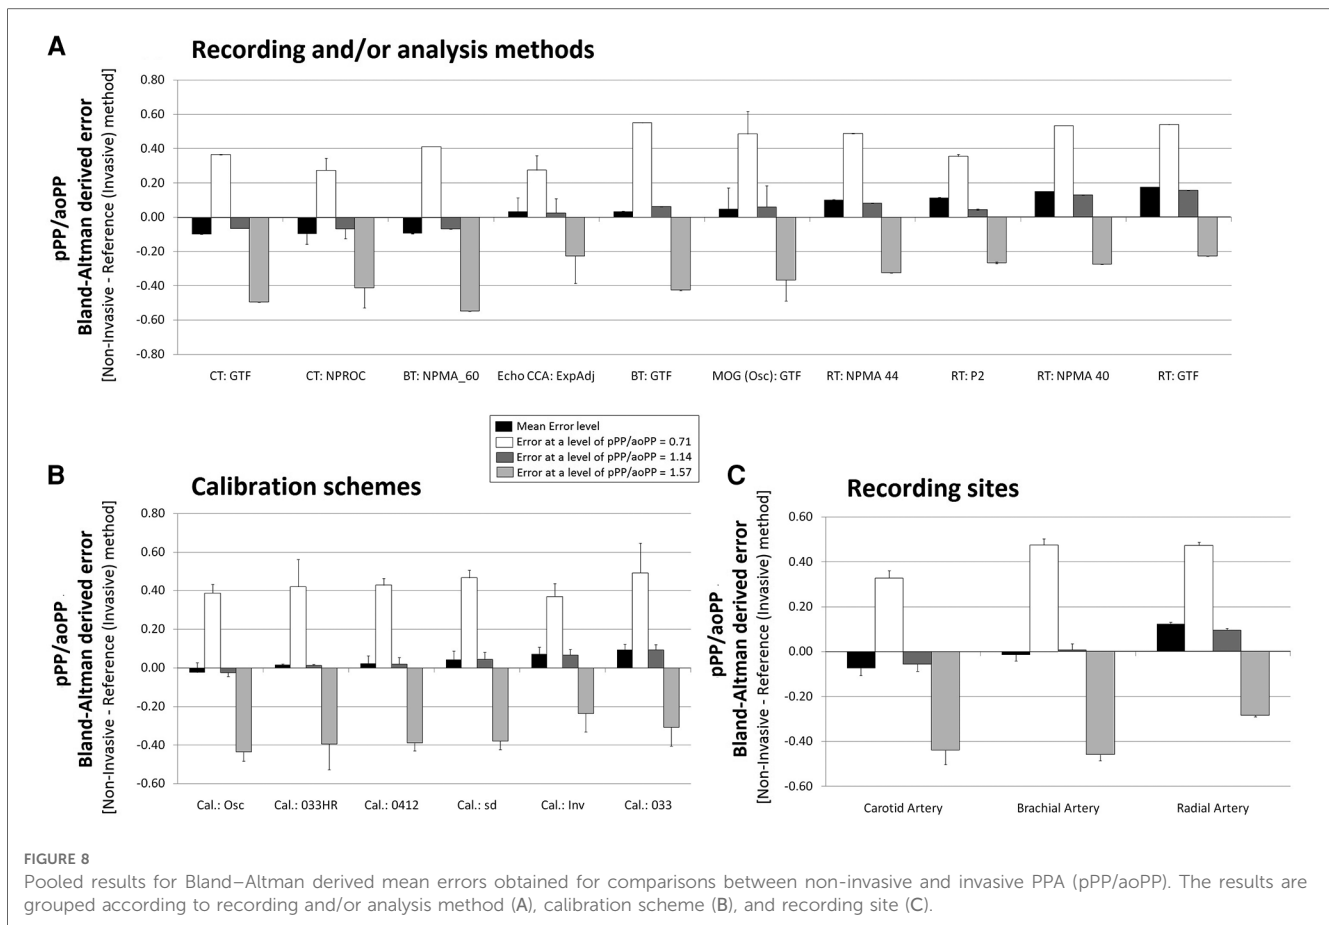 A
Recording and/or analysis methods
pPP/aoPP
Bland-Altman derived error
[Non-Invasive - Reference (Invasive) method]
0.80
0.60
0.40
0.20
0.00
-0.20
-0.40
-0.60
-0.80
CT: GTF
CT: NPROC
BT: NPMA_60
Echo CCA: ExpAdj
BT: GTF
MOG (Osc): GTF
RT: NPMA 44
RT: P2
RT: NPMA 40
RT: GTF
Mean Error level
Error at a level of pPP/aoPP = 0.71
Error at a level of pPP/aoPP = 1.14
Error at a level of pPP/aoPP = 1.57
B
Calibration schemes
pPP/aoPP
Bland-Altman derived error
[Non-Invasive - Reference (Invasive) method]
0.80
0.60
0.40
0.20
0.00
-0.20
-0.40
-0.60
Cal.: Osc
Cal.: 033HR
Cal.: 0412
Cal.: sd
Cal.: Inv
Cal.: 033
C
Recording sites
pPP/aoPP
Bland-Altman derived error
[Non-Invasive - Reference (Invasive) method]
0.60
0.40
0.20
0.00
-0.20
-0.40
-0.60
Carotid Artery
Brachial Artery
Radial Artery
FIGURE 8
Pooled results for Bland–Altman derived mean errors obtained for comparisons between non-invasive and invasive PPA (pPP/aoPP). The results are
grouped according to recording and/or analysis method (A), calibration scheme (B), and recording site (C).